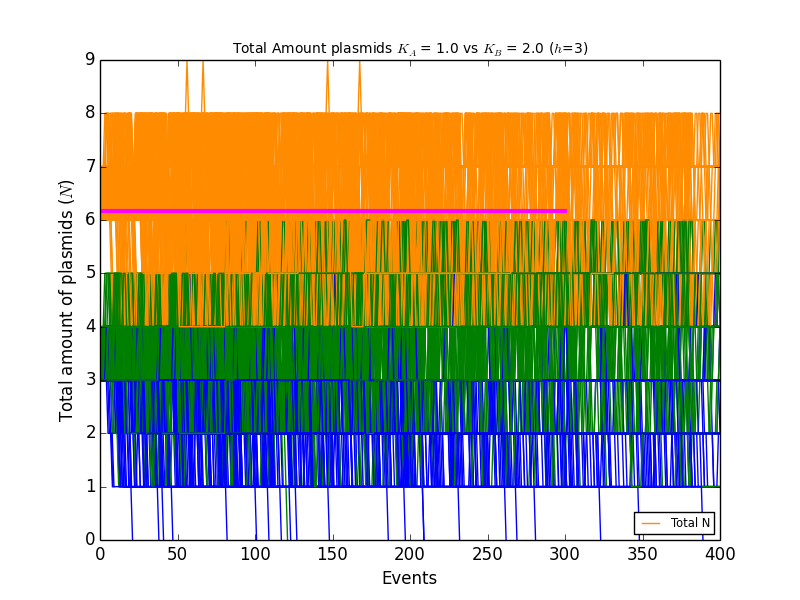 Total Amount plasmids K_A = 1.0 vs K_B = 2.0 (h=3)
Total amount of plasmids (N)
9
8
7
6
5
4
3
2
1
0
0 50 100 150 200 250 300 350 400
Total N
Events